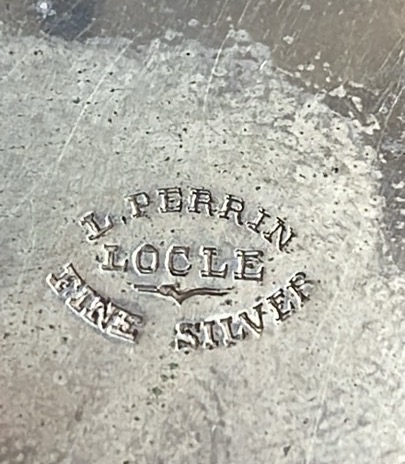 L. PERRIN
LOCLE
FINE SILVER